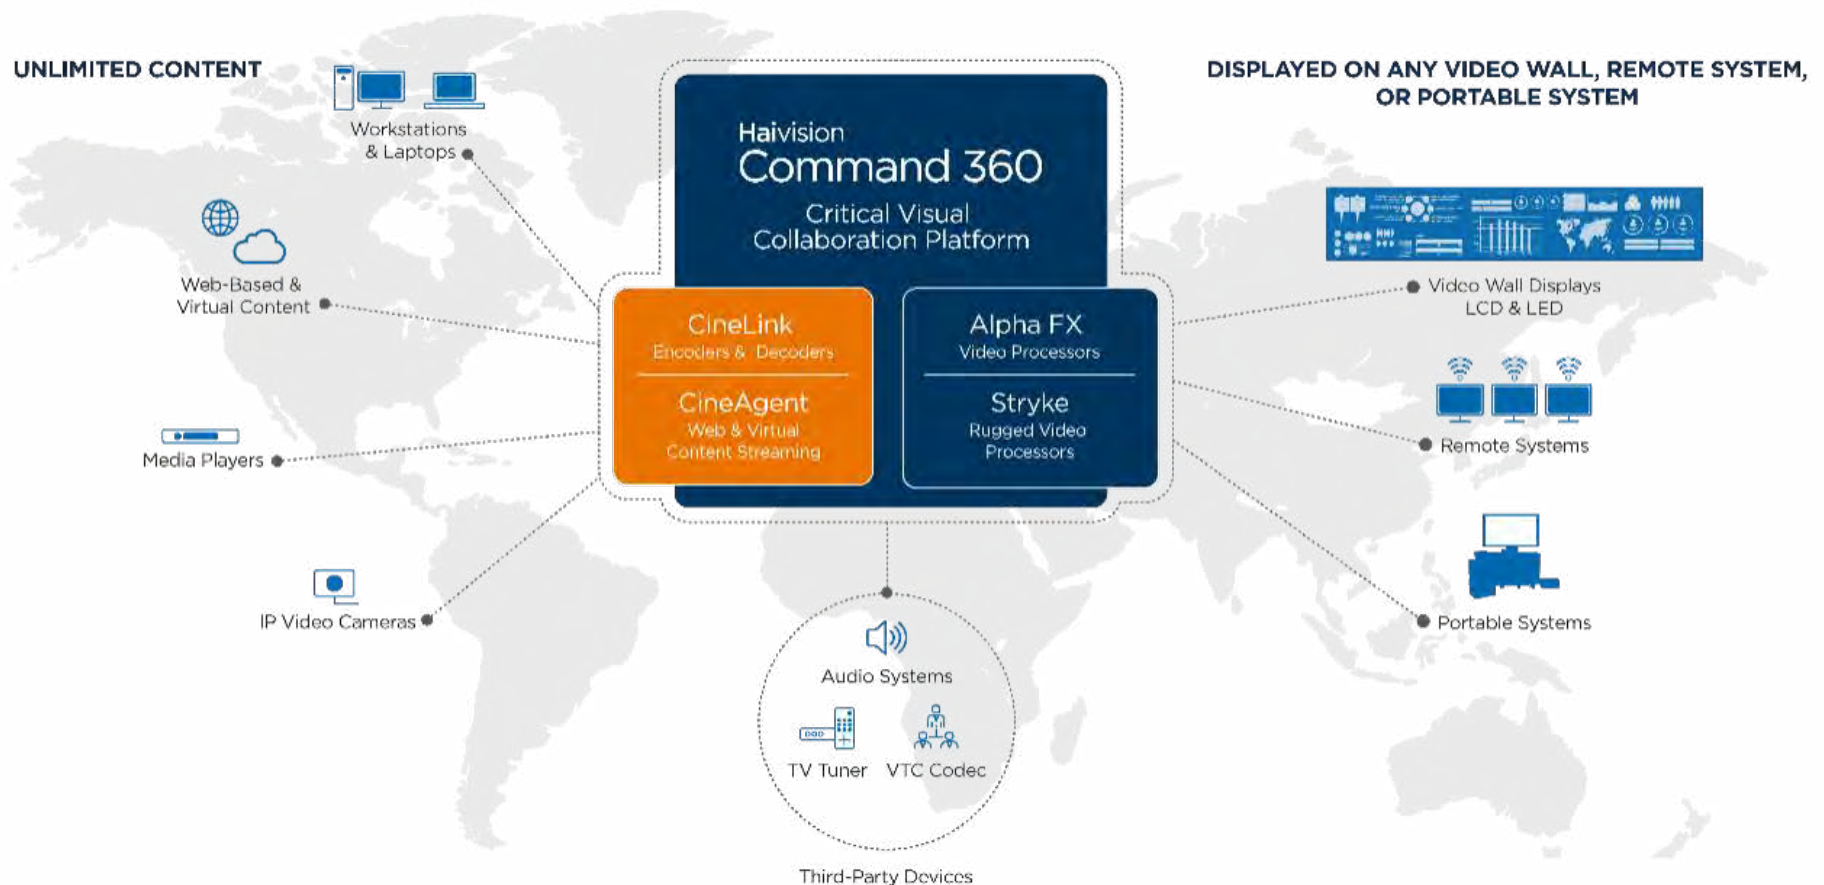 UNLIMITED CONTENT
Workstations
& Laptops
Web-Based &
Virtual Content
Media Players
IP Video Cameras
Haivision
Command 360
Critical Visual
Collaboration Platform
CineLink
Encoders & Decoders
CineAgent
Web & Virtual
Content Streaming
Alpha FX
Video Processors
Stryke
Rugged Video
Processors
Audio Systems
TV Tuner
VTC Codec
Third-Party Devices
DISPLAYED ON ANY VIDEO WALL, REMOTE SYSTEM,
OR PORTABLE SYSTEM
Video Wall Displays
LCD & LED
Remote Systems
Portable Systems